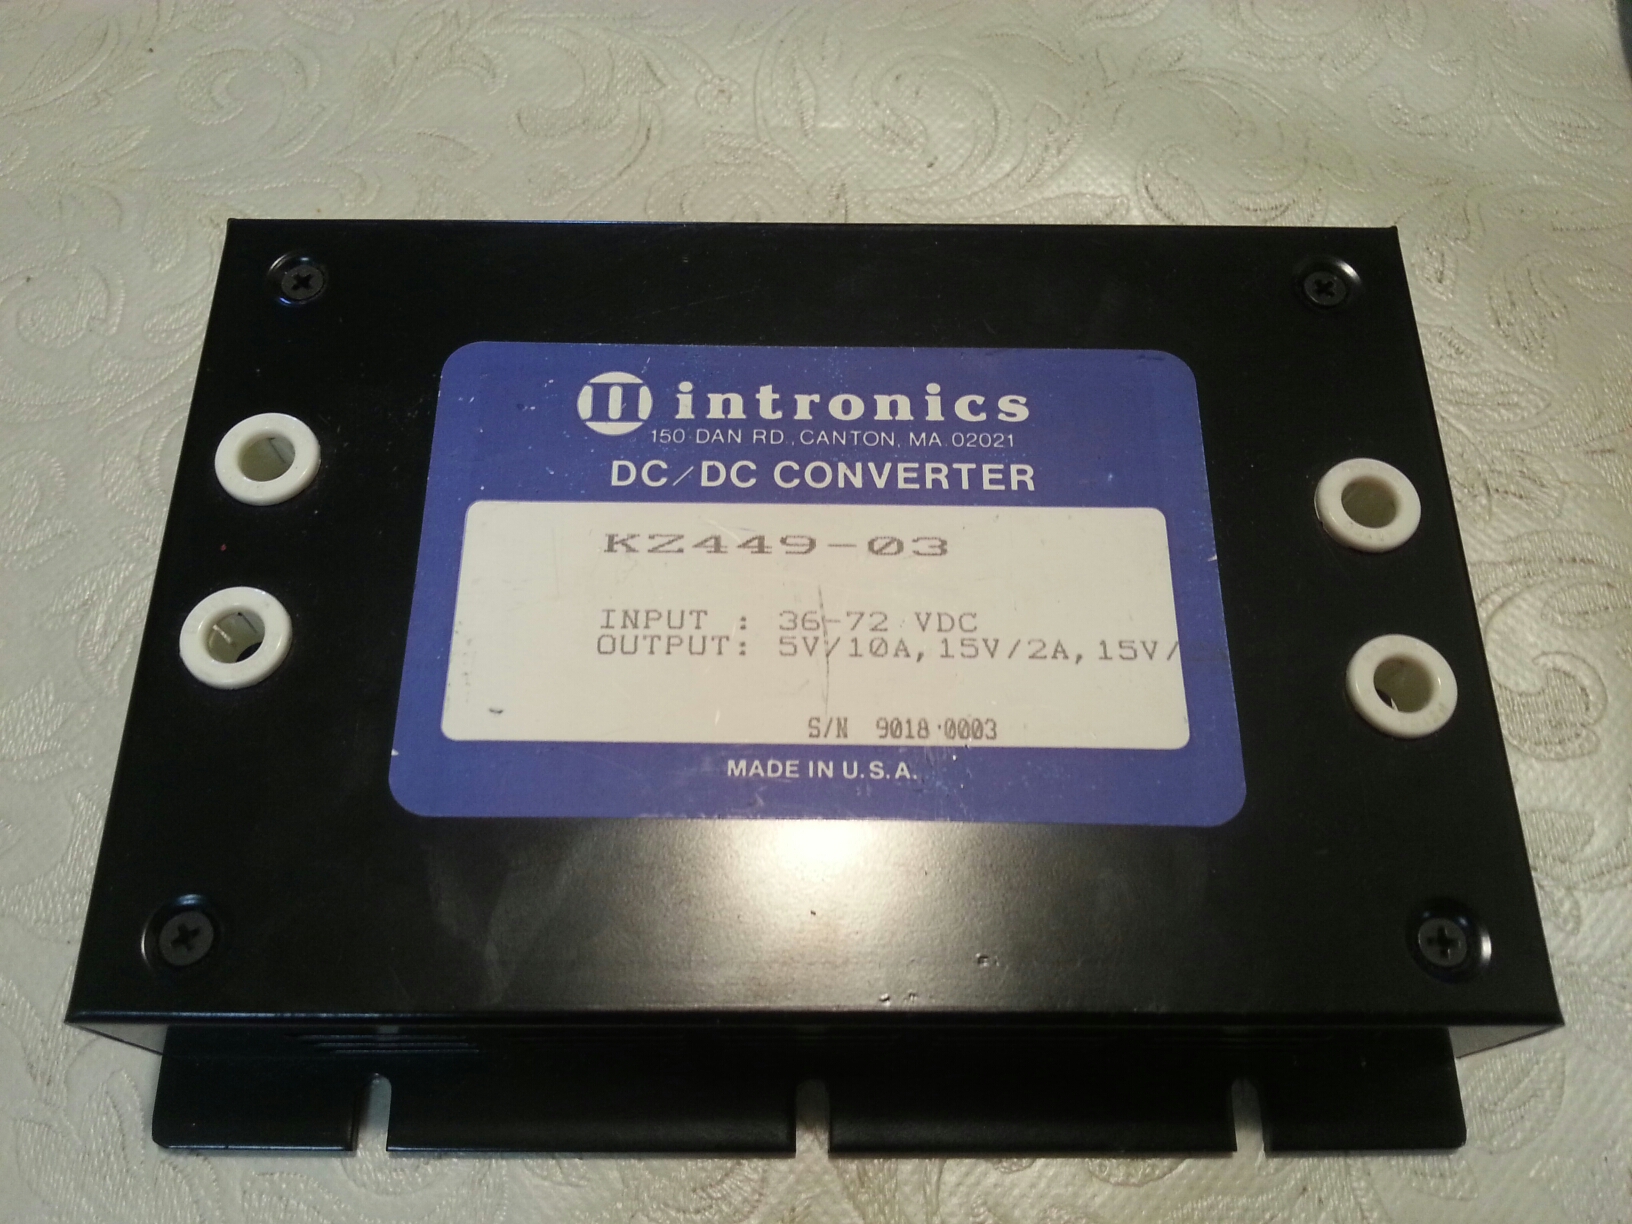 intronics
150 DAN RD., CANTON, MA. 02021
DC/DC CONVERTER
KZ449-03
INPUT : 36-72 VDC
OUTPUT: 5V/10A, 15V/2A, 15V/
S/N 9018 0003
MADE IN U.S.A.